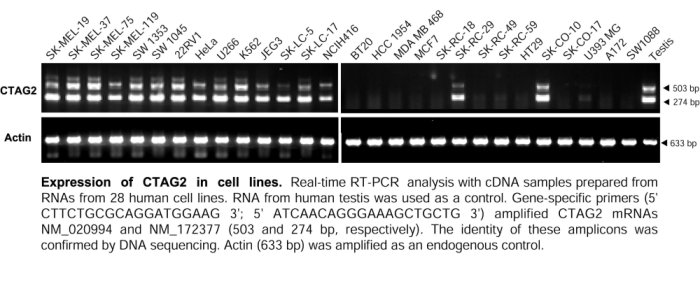 SK-MEL-19
SK-MEL-37
SK-MEL-75
SK-MEL-119
SW 1353
SW 1045
22RV1
HeLa
U266
K562
JEG3
SK-LC-5
SK-LC-17
NCIH416
BT20
HCC 1954
MDA MB 468
MCF7
SK-RC-18
SK-RC-29
SK-RC-49
SK-RC-59
HT29
SK-CO-10
SK-CO-17
U393 MG
A172
SW1088
Testis
CTAG2
503 bp
274 bp
Actin
633 bp
Expression of CTAG2 in cell lines. Real-time RT-PCR analysis with cDNA samples prepared from
RNAs from 28 human cell lines. RNA from human testis was used as a control. Gene-specific primers (5'
CTTCTGCGCAGGATGGAAG 3'; 5' ATCAACAGGGAAAGCTGCTG 3') amplified CTAG2 mRNAs
NM_020994 and NM_172377 (503 and 274 bp, respectively). The identity of these amplicons was
confirmed by DNA sequencing. Actin (633 bp) was amplified as an endogenous control.